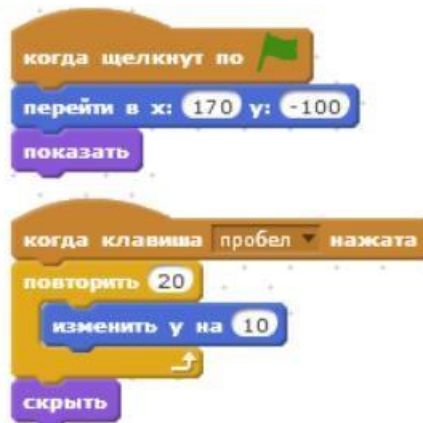 когда щелкнут по
перейти в x: 170 y: -100
показать
когда клавиша пробел нажата
повторить 20
изменить y на 10
скрыть